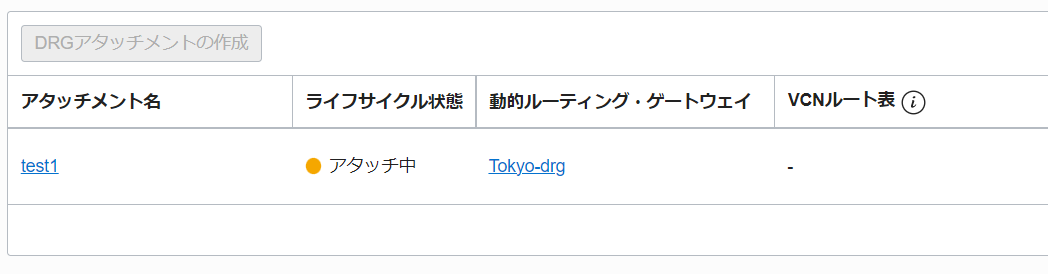 DRGアタッチメントの作成
アタッチメント名 ライフサイクル状態 動的ルーティング・ゲートウェイ VCNルート表 i
test1 アタッチ中 Tokyo-drg -